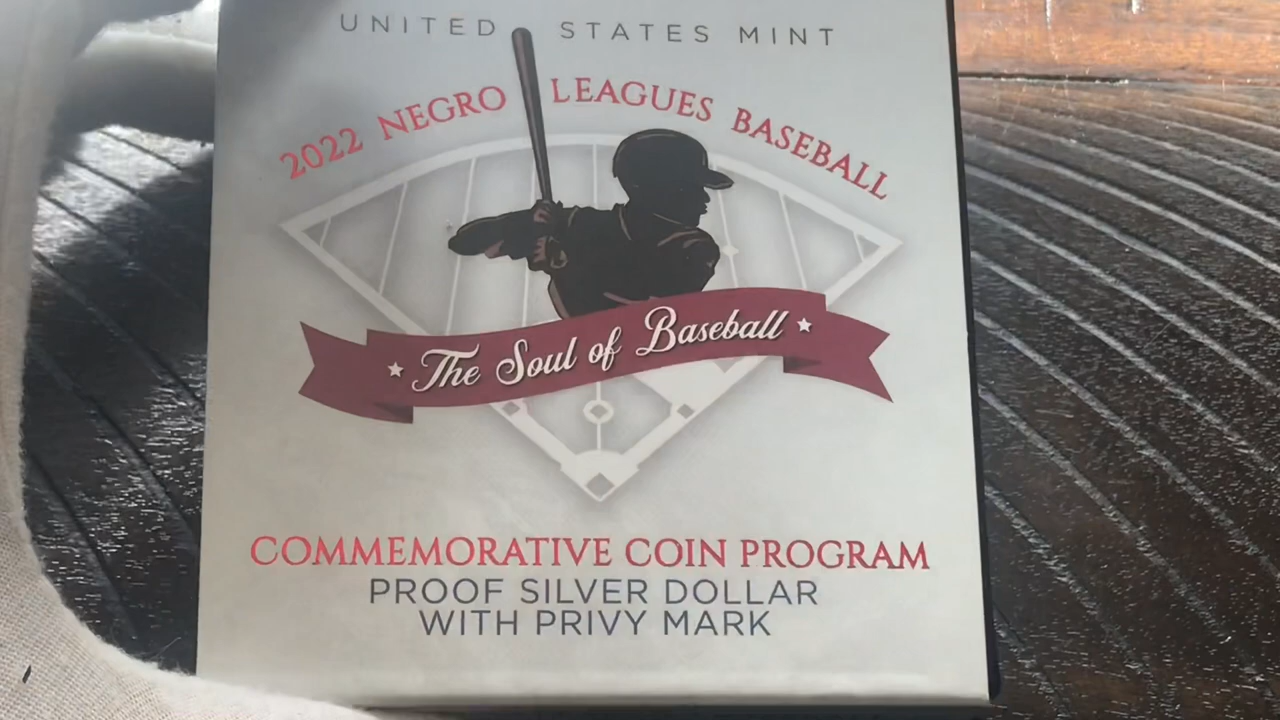 UNITED STATES MINT
2022 NEGRO LEAGUES BASEBALL
The Soul of Baseball
COMMEMORATIVE COIN PROGRAM
PROOF SILVER DOLLAR
WITH PRIVY MARK